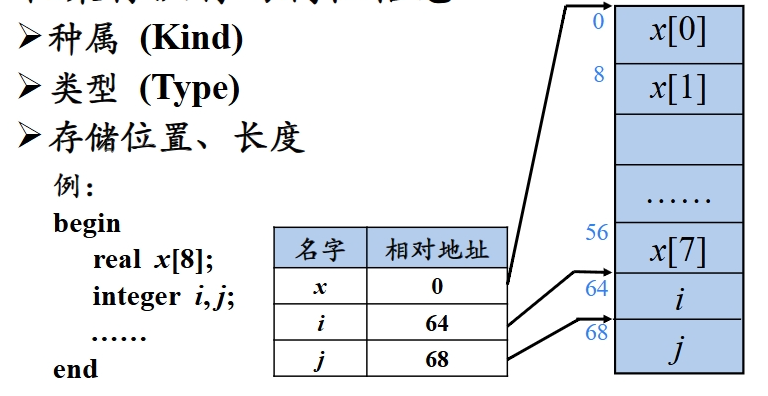 ➢种属 (Kind)
➢类型 (Type)
➢存储位置、长度
例：
begin
real x[8];
integer i, j;
……
end
名字 相对地址
x 0
i 64
j 68
0 x[0]
8 x[1]
……
56 x[7]
64 i
68 j